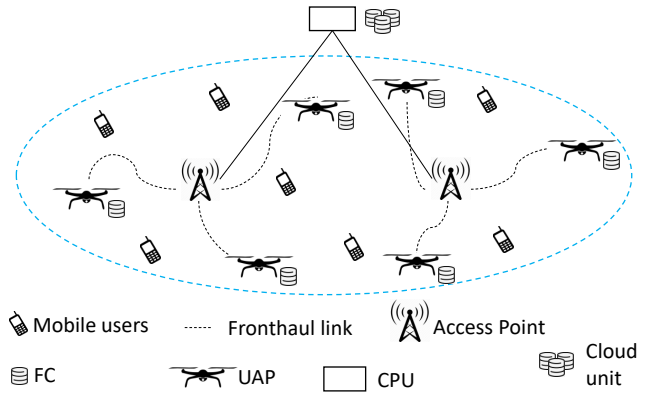 Mobile users
Fronthaul link
Access Point
FC
UAP
CPU
Cloud
unit